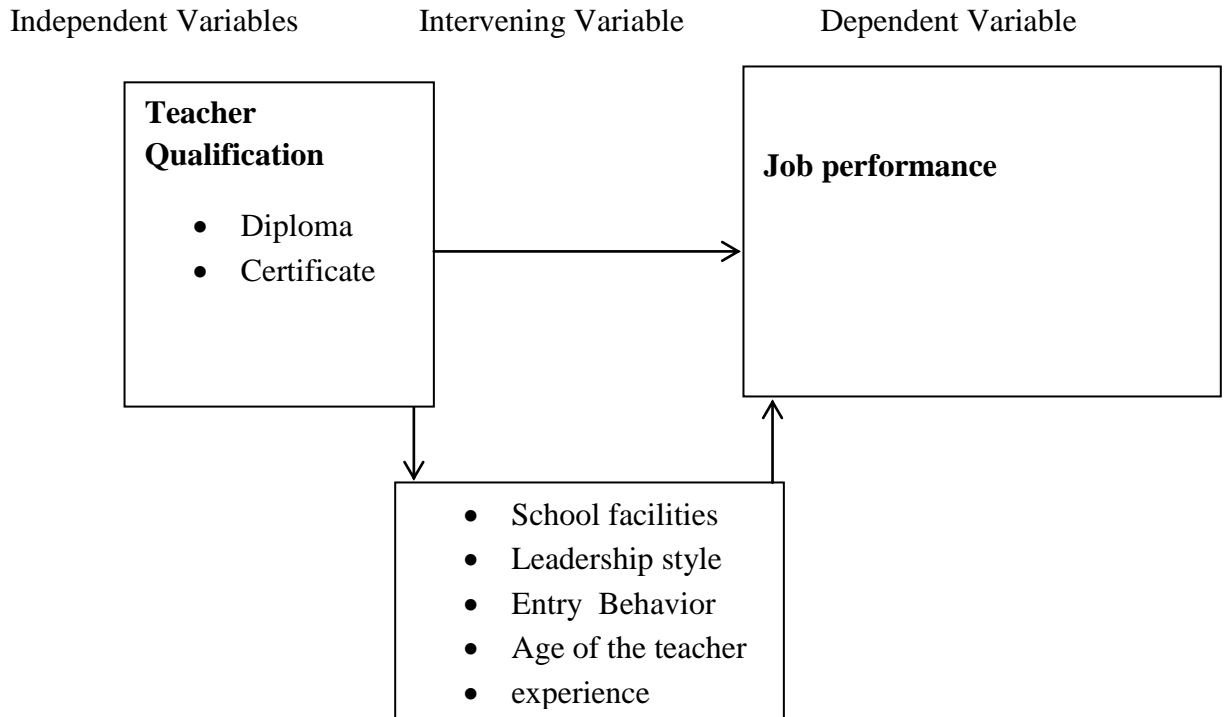 Independent Variables Intervening Variable Dependent Variable
Teacher
Qualification
• Diploma
• Certificate
Job performance
• School facilities
• Leadership style
• Entry Behavior
• Age of the teacher
• experience